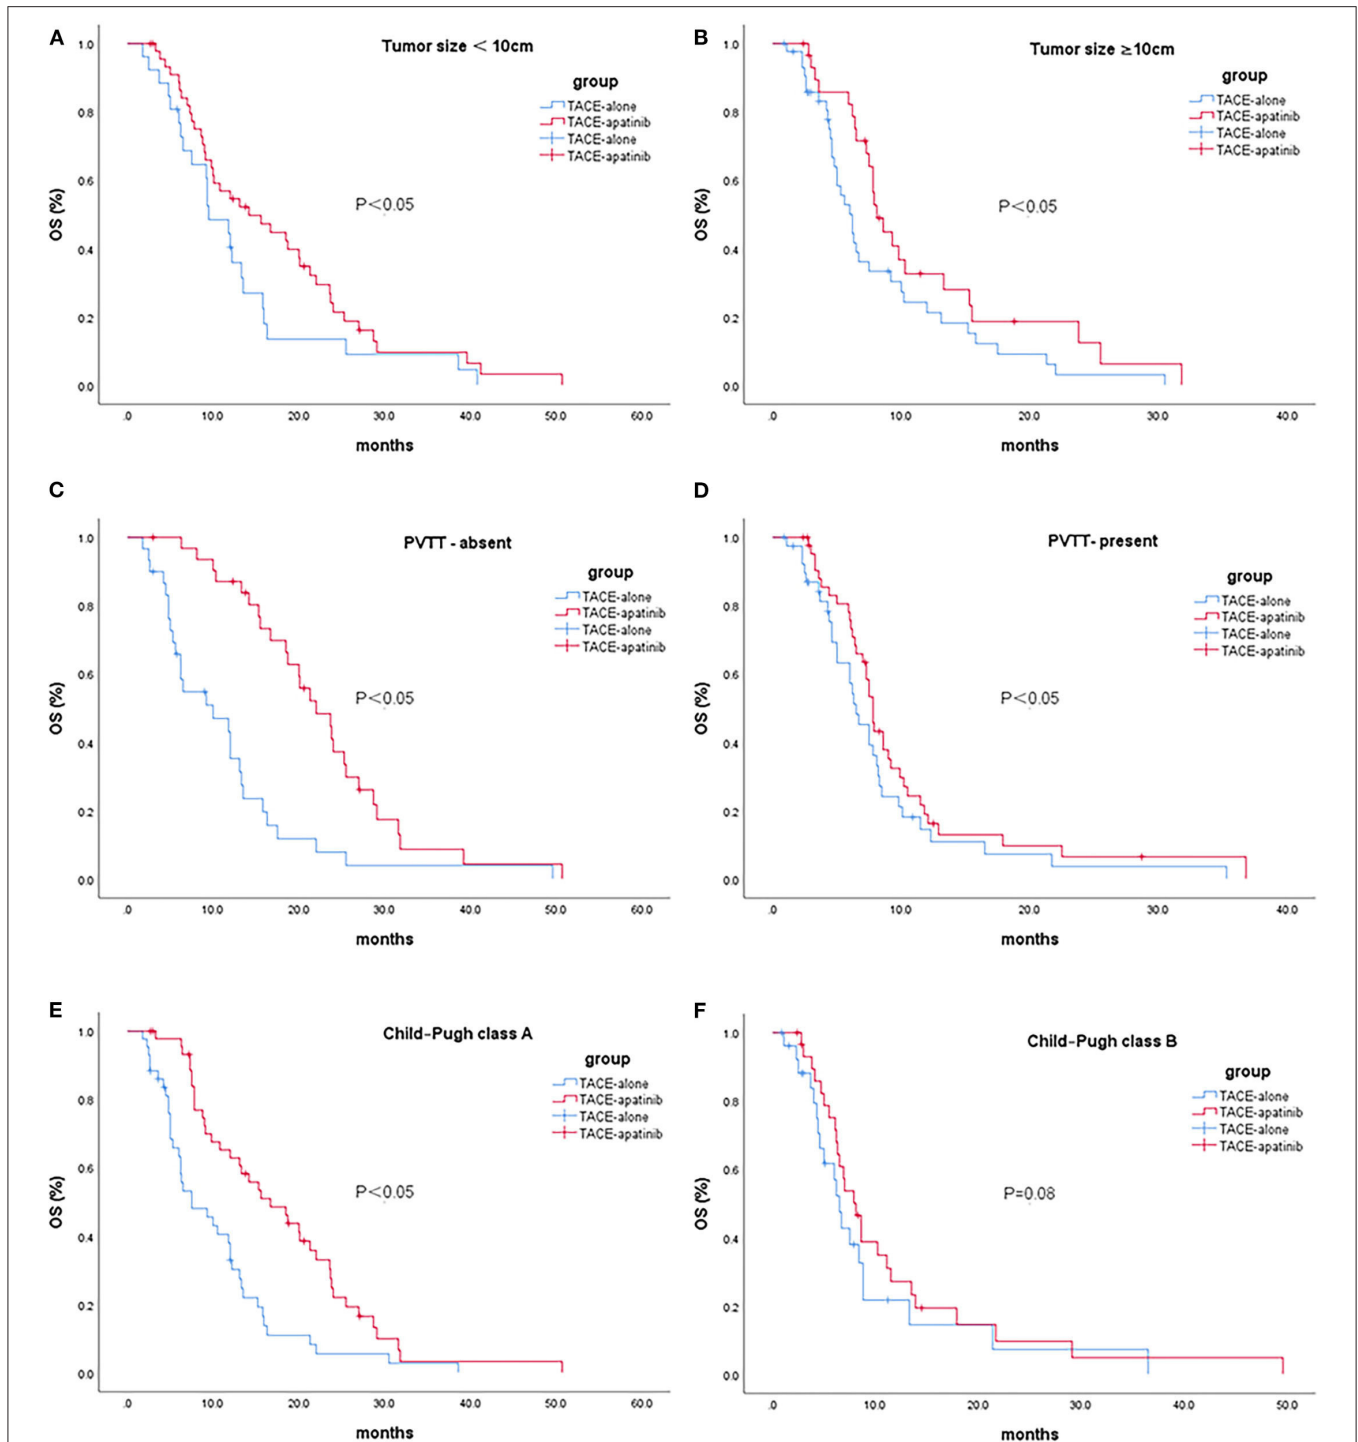 A
Tumor size < 10cm
group
TACE-alone
TACE-apatinib
TACE-alone
TACE-apatinib
P<0.05
OS (%)
1.0
0.8
0.6
0.4
0.2
0.0
.0 10.0 20.0 30.0 40.0 50.0 60.0
months
B
Tumor size ≥10cm
group
TACE-alone
TACE-apatinib
TACE-alone
TACE-apatinib
P<0.05
OS (%)
1.0
0.8
0.6
0.4
0.2
0.0
.0 10.0 20.0 30.0 40.0
months
C
PVTT - absent
group
TACE-alone
TACE-apatinib
TACE-alone
TACE-apatinib
P<0.05
OS (%)
1.0
0.8
0.6
0.4
0.2
0.0
.0 10.0 20.0 30.0 40.0 50.0 60.0
months
D
PVTT- present
group
TACE-alone
TACE-apatinib
TACE-alone
TACE-apatinib
P<0.05
OS (%)
1.0
0.8
0.6
0.4
0.2
0.0
.0 10.0 20.0 30.0 40.0
months
E
Child-Pugh class A
group
TACE-alone
TACE-apatinib
TACE-alone
TACE-apatinib
P<0.05
OS (%)
1.0
0.8
0.6
0.4
0.2
0.0
.0 10.0 20.0 30.0 40.0 50.0 60.0
months
F
Child-Pugh class B
group
TACE-alone
TACE-apatinib
TACE-alone
TACE-apatinib
P=0.08
OS (%)
1.0
0.8
0.6
0.4
0.2
0.0
.0 10.0 20.0 30.0 40.0 50.0
months